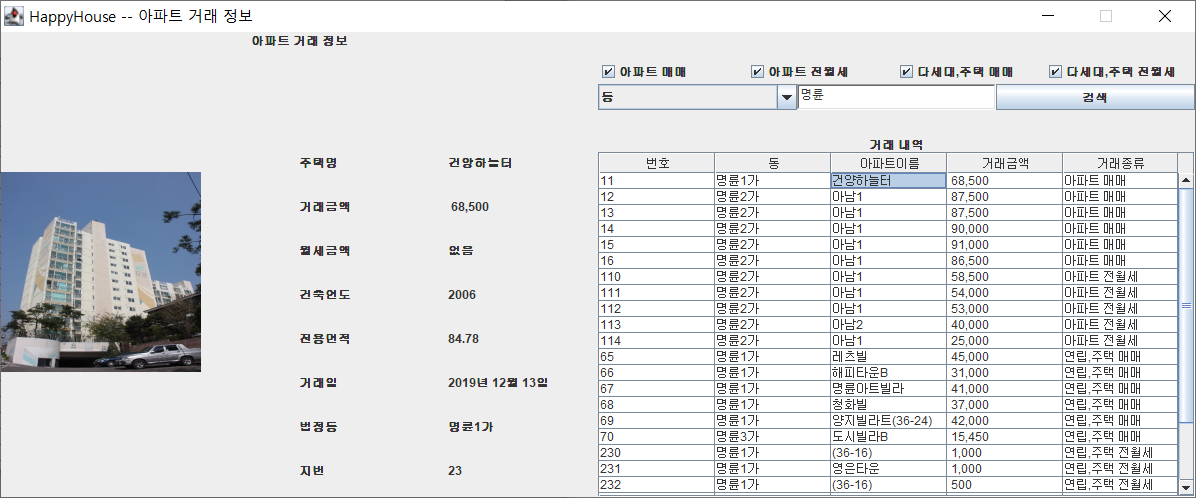 HappyHouse -- 아파트 거래 정보
아파트 거래 정보
아파트 매매 아파트 전월세 다세대,주택 매매 다세대,주택 전월세
동 명륜 검색
거래 내역
주택명 건양하늘터
거래금액 68,500
월세금액 없음
건축연도 2006
전용면적 84.78
거래일 2019년 12월 13일
법정동 명륜1가
지번 23
번호 동 아파트이름 거래금액 거래종류
11 명륜1가 건양하늘터 68,500 아파트 매매
12 명륜2가 아남1 87,500 아파트 매매
13 명륜2가 아남1 87,500 아파트 매매
14 명륜2가 아남1 90,000 아파트 매매
15 명륜2가 아남1 91,000 아파트 매매
16 명륜2가 아남1 86,500 아파트 매매
110 명륜2가 아남1 58,500 아파트 전월세
111 명륜2가 아남1 54,000 아파트 전월세
112 명륜2가 아남1 53,000 아파트 전월세
113 명륜2가 아남2 40,000 아파트 전월세
114 명륜2가 아남1 25,000 아파트 전월세
65 명륜1가 레츠빌 45,000 연립,주택 매매
66 명륜1가 해피타운B 31,000 연립,주택 매매
67 명륜1가 명륜아트빌라 41,000 연립,주택 매매
68 명륜1가 청화빌 37,000 연립,주택 매매
69 명륜1가 양지빌라트(36-24) 42,000 연립,주택 매매
70 명륜3가 도시빌라B 15,450 연립,주택 매매
230 명륜1가 (36-16) 1,000 연립,주택 전월세
231 명륜1가 영은타운 1,000 연립,주택 전월세
232 명륜1가 (36-16) 500 연립,주택 전월세